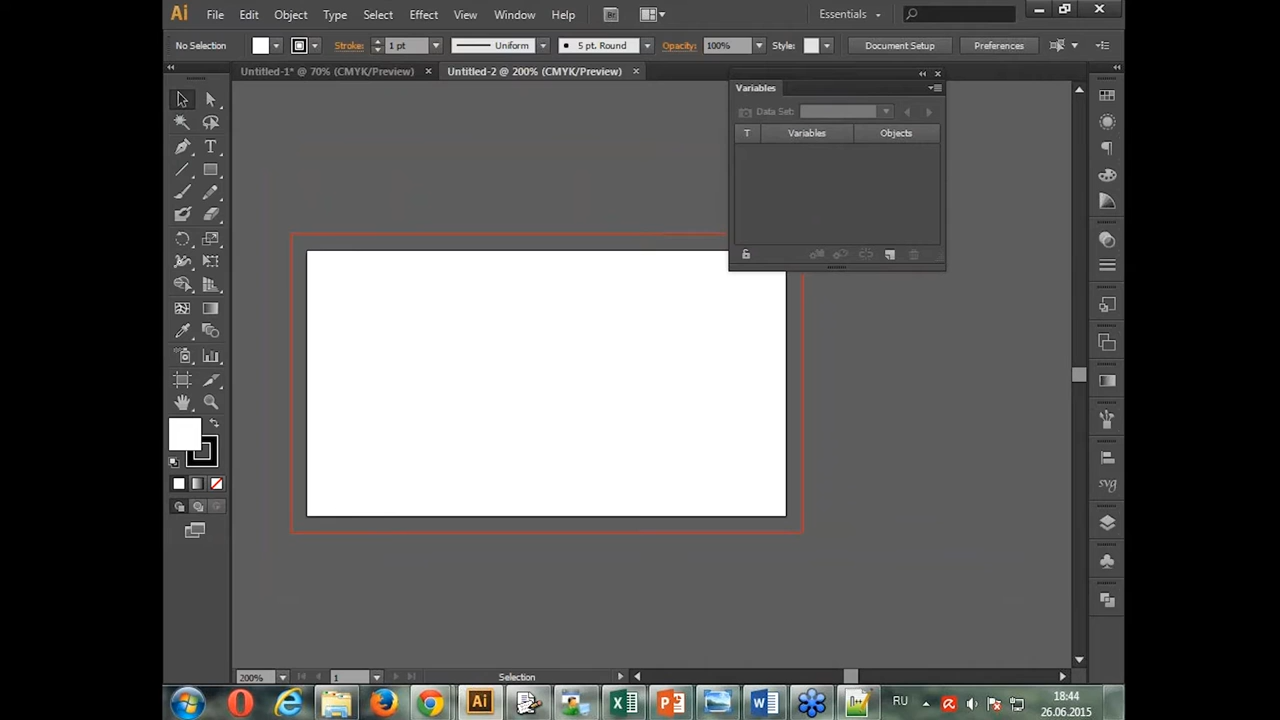 Ai File Edit Object Type Select Effect View Window Help Br Essentials
No Selection Stroke: 1 pt Uniform 5 pt. Round Opacity: 100% Style: Document Setup Preferences
Untitled-1* @ 70% (CMYK/Preview) Untitled-2 @ 200% (CMYK/Preview)
Variables
Data Set:
T Variables Objects
T
svg
200% 1 Selection
Ai RU 18:44
26.06.2015